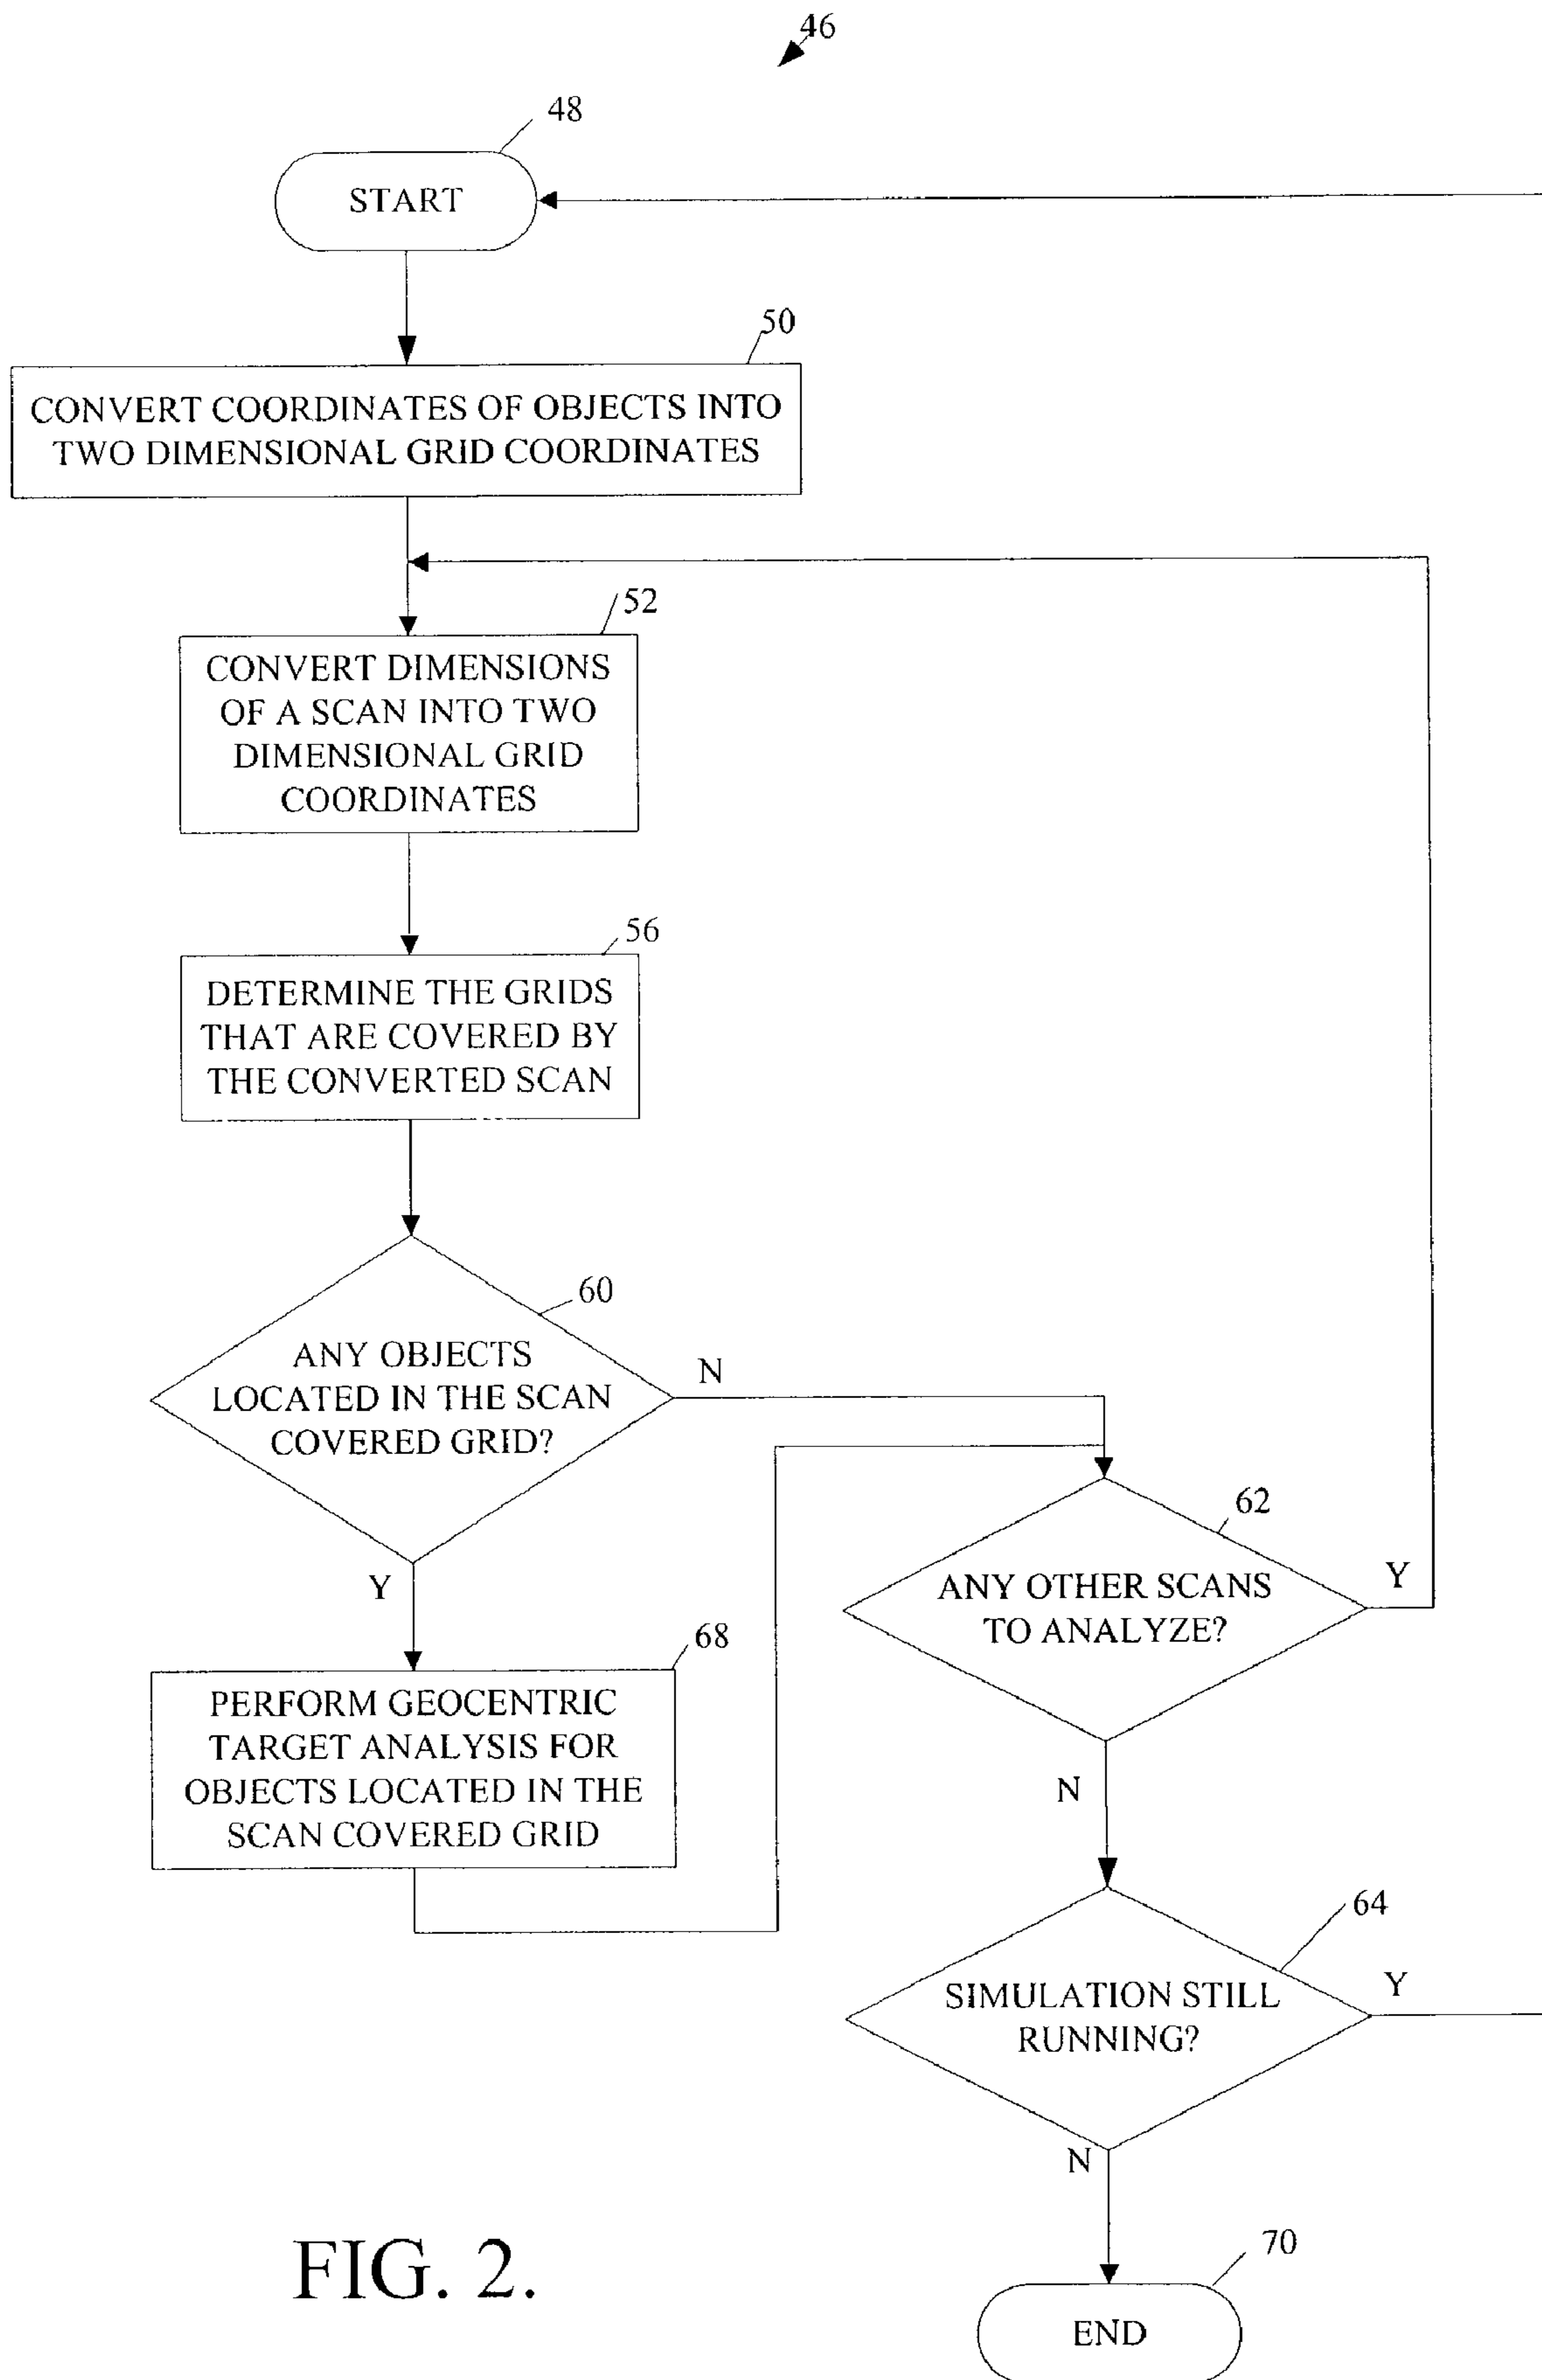 46
48
START
50
CONVERT COORDINATES OF OBJECTS INTO
TWO DIMENSIONAL GRID COORDINATES
52
CONVERT DIMENSIONS
OF A SCAN INTO TWO
DIMENSIONAL GRID
COORDINATES
56
DETERMINE THE GRIDS
THAT ARE COVERED BY
THE CONVERTED SCAN
60
ANY OBJECTS
LOCATED IN THE SCAN
COVERED GRID?
N
Y
62
ANY OTHER SCANS
TO ANALYZE?
Y
N
68
PERFORM GEOCENTRIC
TARGET ANALYSIS FOR
OBJECTS LOCATED IN THE
SCAN COVERED GRID
64
SIMULATION STILL
RUNNING?
Y
N
70
END
FIG. 2.